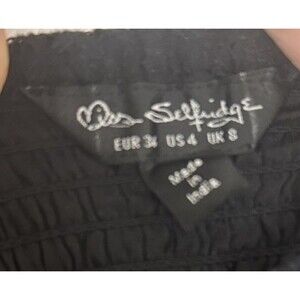 Miss Selfridge
EUR 34 US 4 UK 8
Made
in
India